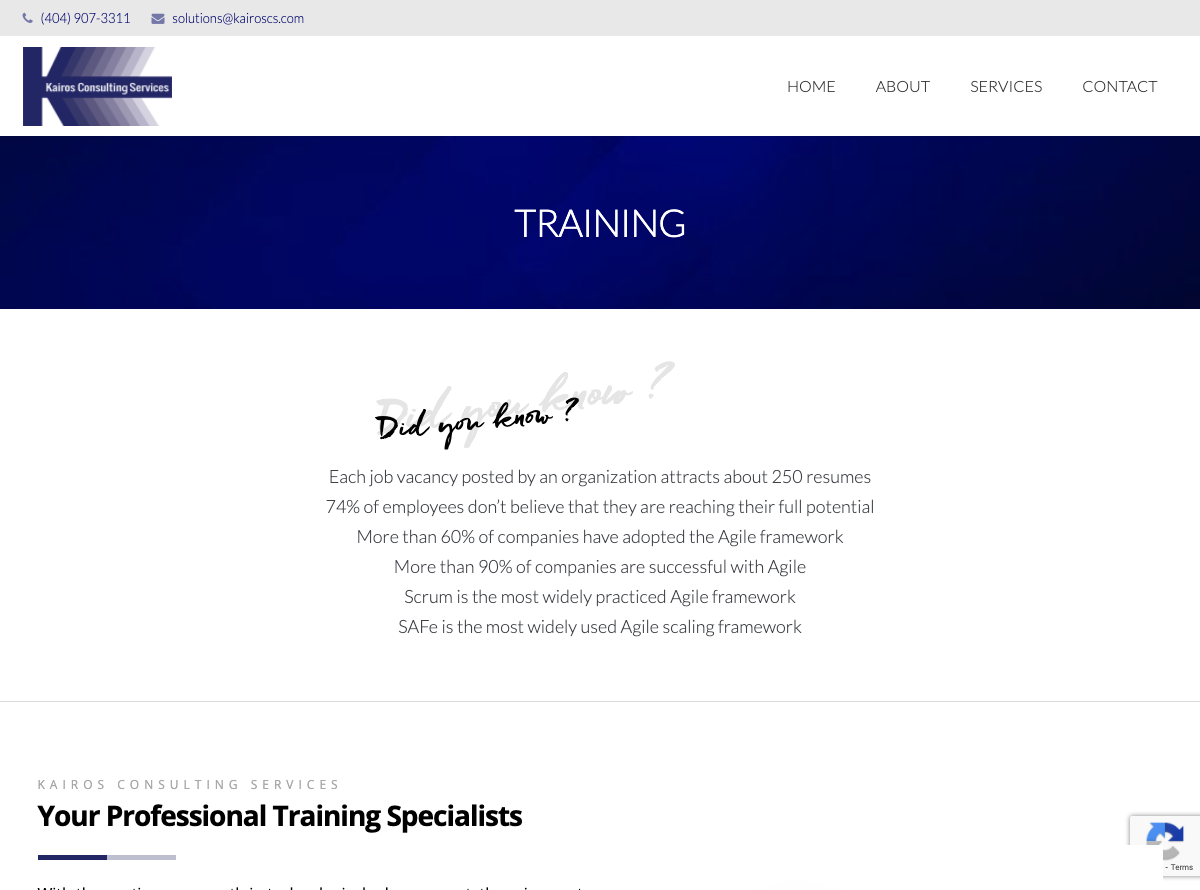 (404) 907-3311 solutions@kairoscs.com
Kairos Consulting Services
HOME ABOUT SERVICES CONTACT
TRAINING
Did you know ?
Did you know ?
Each job vacancy posted by an organization attracts about 250 resumes
74% of employees don’t believe that they are reaching their full potential
More than 60% of companies have adopted the Agile framework
More than 90% of companies are successful with Agile
Scrum is the most widely practiced Agile framework
SAFe is the most widely used Agile scaling framework
KAIROS CONSULTING SERVICES
Your Professional Training Specialists
- Terms